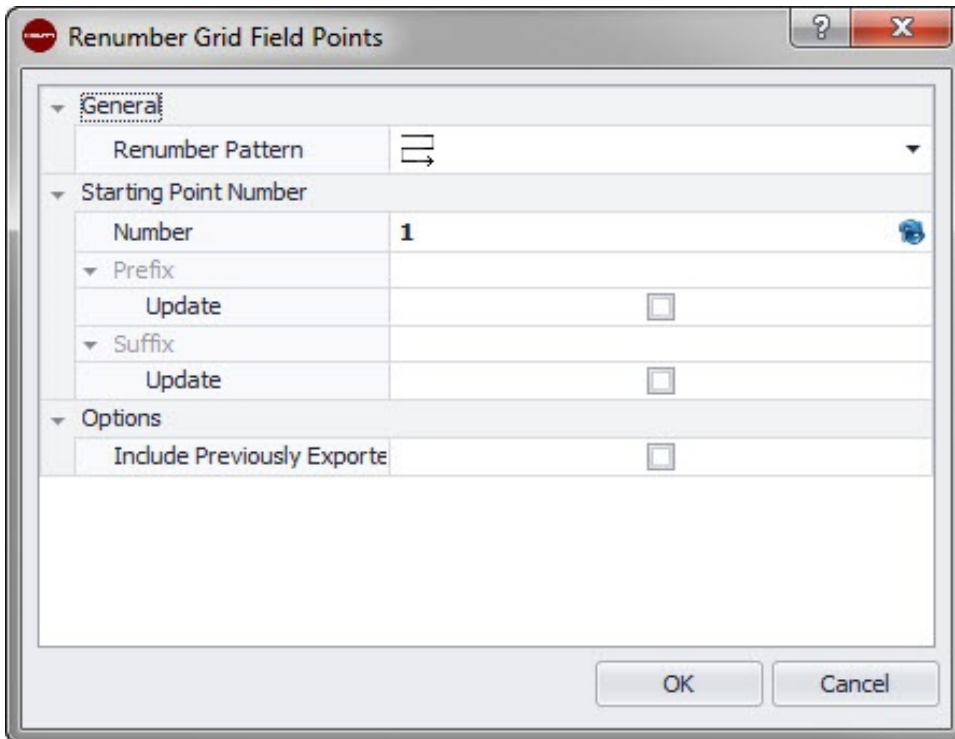 Renumber Grid Field Points
?
X
General
Renumber Pattern
Starting Point Number
Number 1
Prefix
Update
Suffix
Update
Options
Include Previously Exporte
OK Cancel